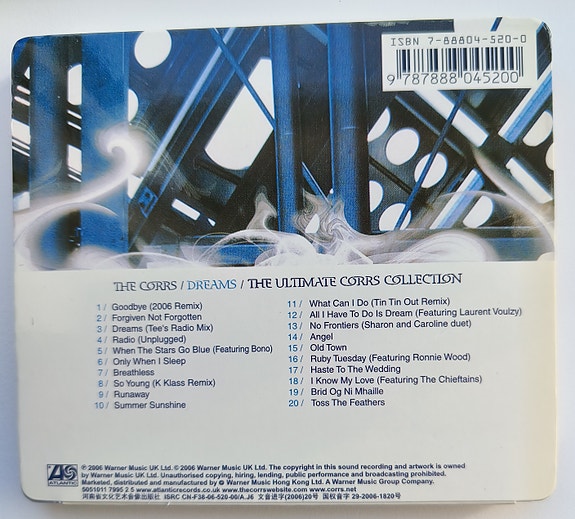 ISBN 7-88804-520-0
9 787888 045200
THE CORRS / DREAMS / THE ULTIMATE CORRS COLLECTION
1 / Goodbye (2006 Remix)
2 / Forgiven Not Forgotten
3 / Dreams (Tee's Radio Mix)
4 / Radio (Unplugged)
5 / When The Stars Go Blue (Featuring Bono)
6 / Only When I Sleep
7 / Breathless
8 / So Young (K Klass Remix)
9 / Runaway
10 / Summer Sunshine
11 / What Can I Do (Tin Tin Out Remix)
12 / All I Have To Do Is Dream (Featuring Laurent Voulzy)
13 / No Frontiers (Sharon and Caroline duet)
14 / Angel
15 / Old Town
16 / Ruby Tuesday (Featuring Ronnie Wood)
17 / Haste To The Wedding
18 / I Know My Love (Featuring The Chieftains)
19 / Brid Og Ni Mhaille
20 / Toss The Feathers
ATLANTIC
℗ 2006 Warner Music UK Ltd. © 2006 Warner Music UK Ltd. The copyright in this sound recording and artwork is owned
by Warner Music UK Ltd. Unauthorised copying, hiring, lending, public performance and broadcasting prohibited.
Marketed, distributed and manufactured by Warner Music Hong Kong Ltd. A Warner Music Group Company.
5051011 7995 2 5 www.atlanticrecords.co.uk www.thecorrswebsite.com www.corrs.net
河南省文化艺术音像出版社 ISRC CN-F38-06-520-00/A.J6 文音进字(2006)20号 国权音字 29-2006-1820号